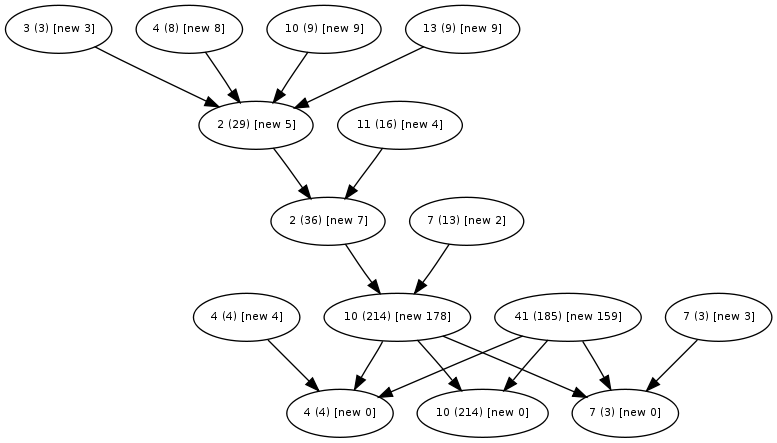 3 (3) [new 3]
4 (8) [new 8]
10 (9) [new 9]
13 (9) [new 9]
2 (29) [new 5]
11 (16) [new 4]
2 (36) [new 7]
7 (13) [new 2]
4 (4) [new 4]
10 (214) [new 178]
41 (185) [new 159]
7 (3) [new 3]
4 (4) [new 0]
10 (214) [new 0]
7 (3) [new 0]